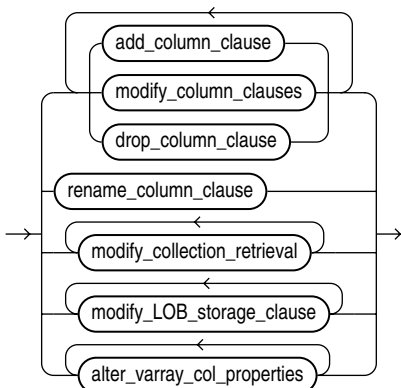 add_column_clause
modify_column_clauses
drop_column_clause
rename_column_clause
modify_collection_retrieval
modify_LOB_storage_clause
alter_varray_col_properties